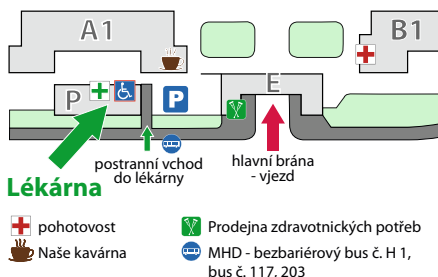 A1
B1
E
P
P
postranní vchod
do lékárny
hlavní brána
- vjezd
Lékárna
pohotovost
Prodejna zdravotnických potřeb
Naše kavárna
MHD - bezbariérový bus č. H 1,
bus č. 117, 203